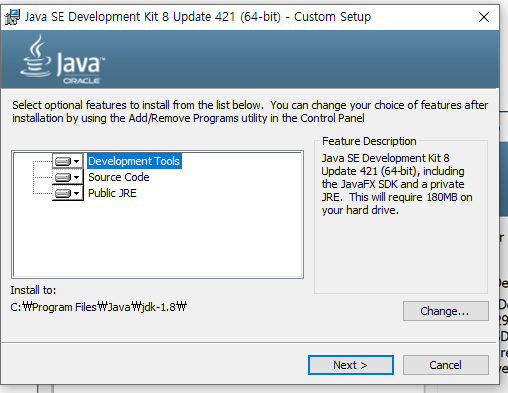 Java SE Development Kit 8 Update 421 (64-bit) - Custom Setup
Java
ORACLE
Select optional features to install from the list below. You can change your choice of features after
installation by using the Add/Remove Programs utility in the Control Panel
Development Tools
Source Code
Public JRE
Feature Description
Java SE Development Kit 8
Update 421 (64-bit), including
the JavaFX SDK and a private
JRE. This will require 180MB on
your hard drive.
Install to:
C:₩Program Files₩Java₩jdk-1.8₩
Change...
Next >
Cancel